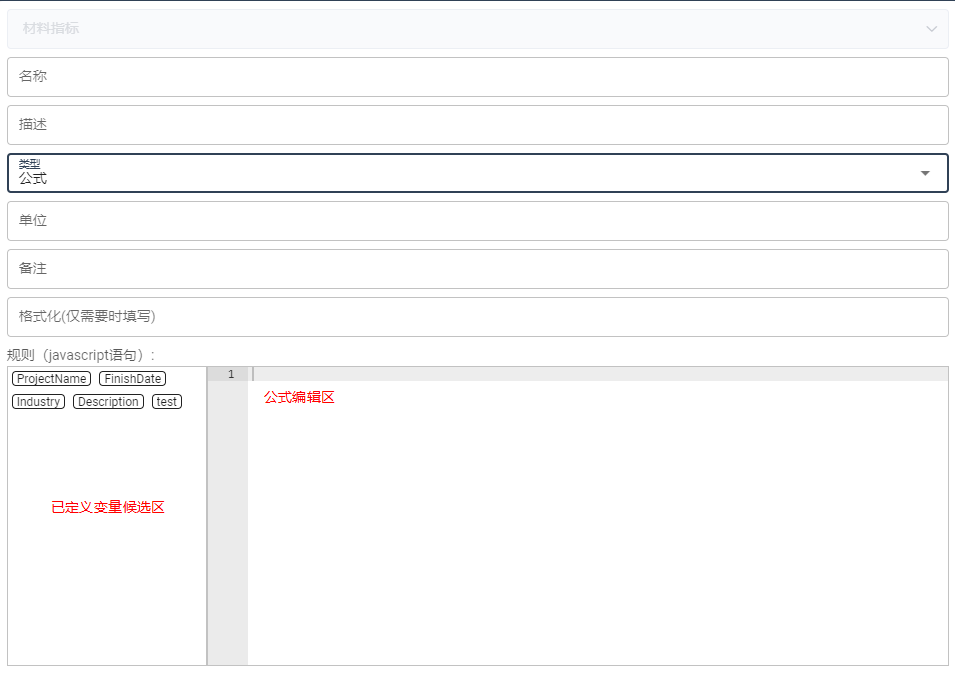 材料指标
名称
描述
类型
公式
单位
备注
格式化(仅需要时填写)
规则（javascript语句）:
ProjectName FinishDate
Industry Description test
1
公式编辑区
已定义变量候选区